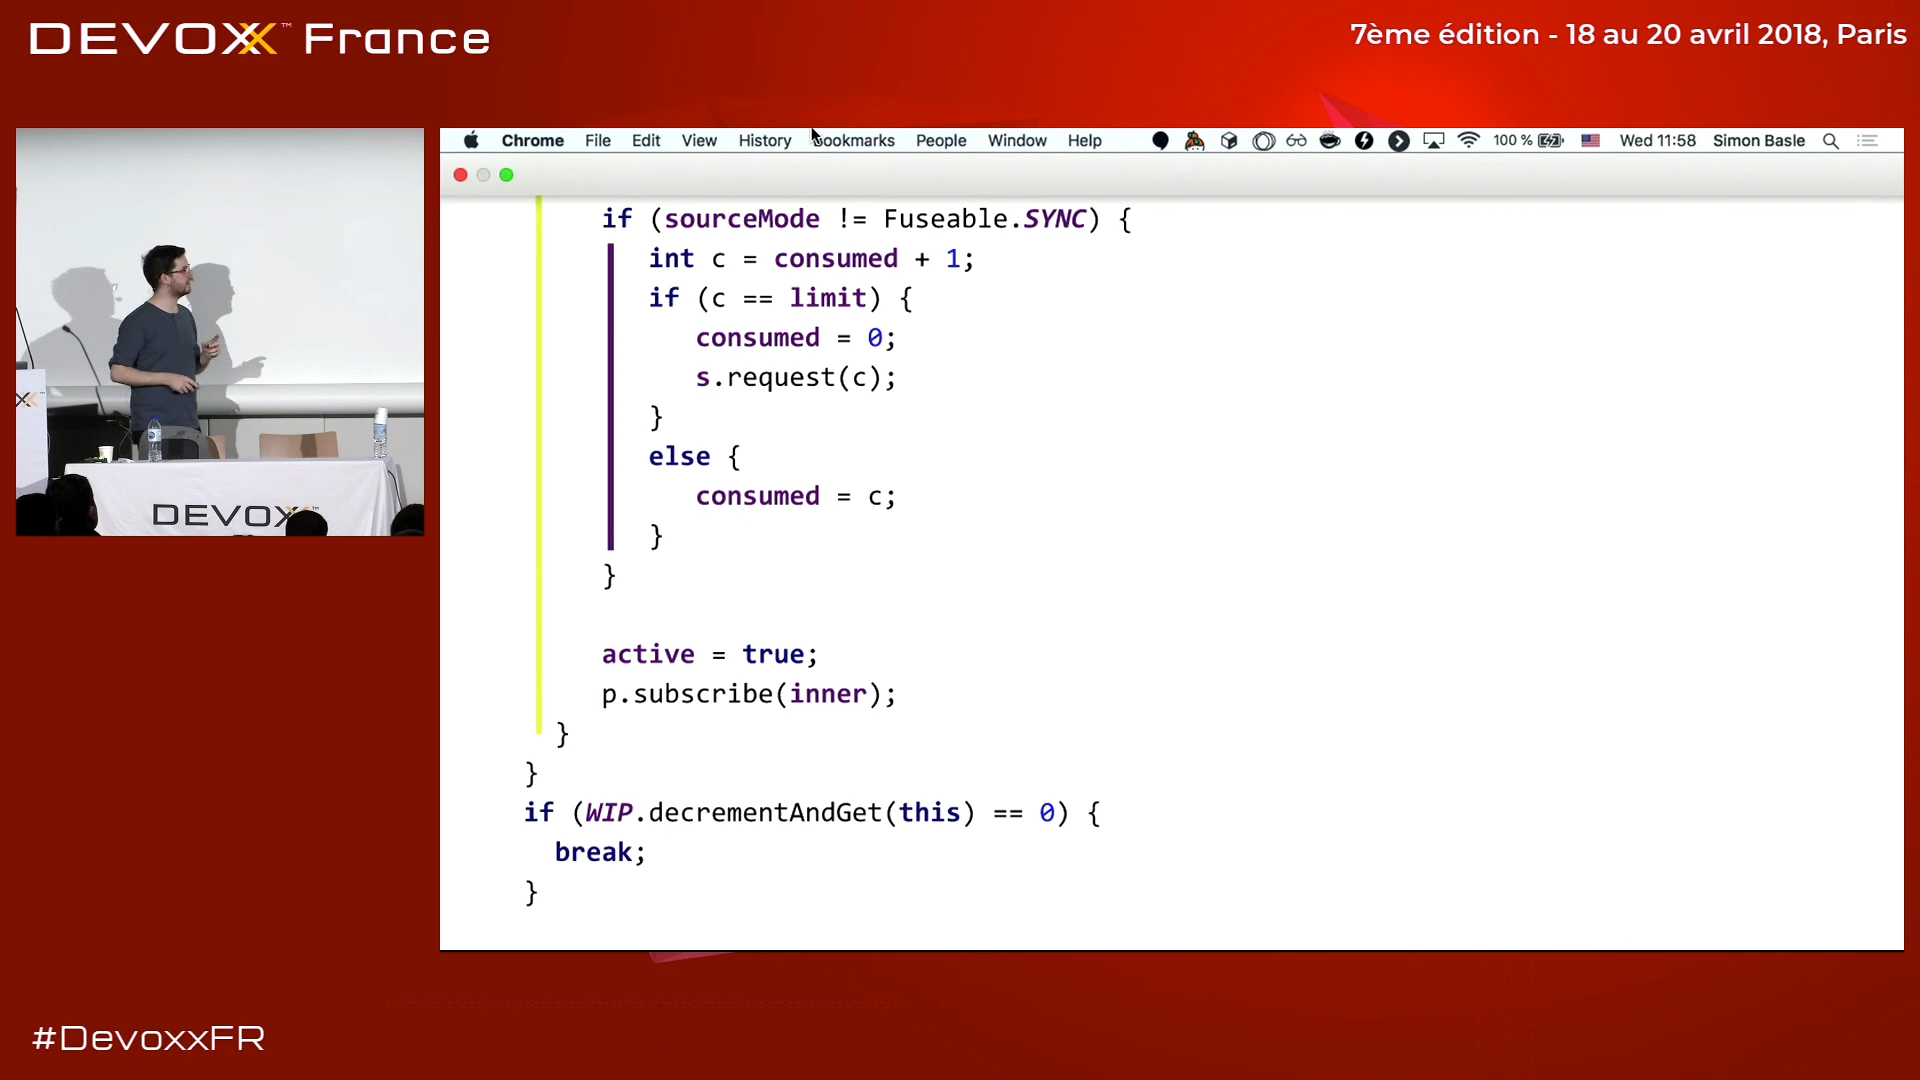 DEVOXX™ France
7ème édition - 18 au 20 avril 2018, Paris
Chrome File Edit View History Bookmarks People Window Help 100 % Wed 11:58 Simon Basle
if (sourceMode != Fuseable.SYNC) {
int c = consumed + 1;
if (c == limit) {
consumed = 0;
s.request(c);
}
else {
consumed = c;
}
}
active = true;
p.subscribe(inner);
}
}
if (WIP.decrementAndGet(this) == 0) {
break;
}
DEVOXX™
#DevoxxFR